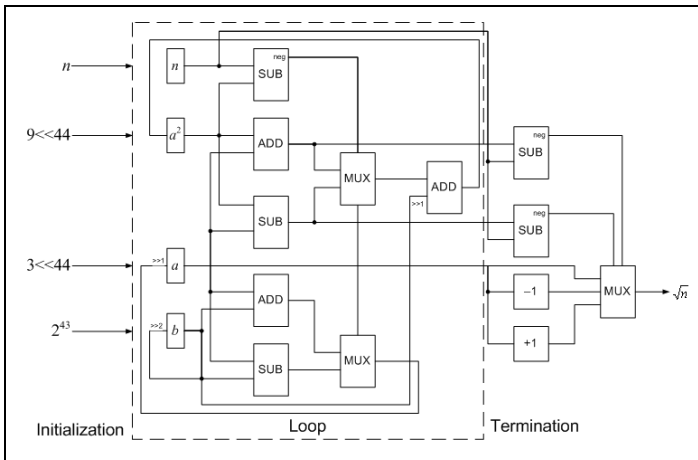 n
n
neg
SUB
9<<44
a²
ADD
neg
SUB
MUX
ADD
>>1
SUB
neg
SUB
3<<44
>>1
a
ADD
−1
MUX
√n
2⁴³
>>2
b
MUX
+1
SUB
Initialization
Loop
Termination